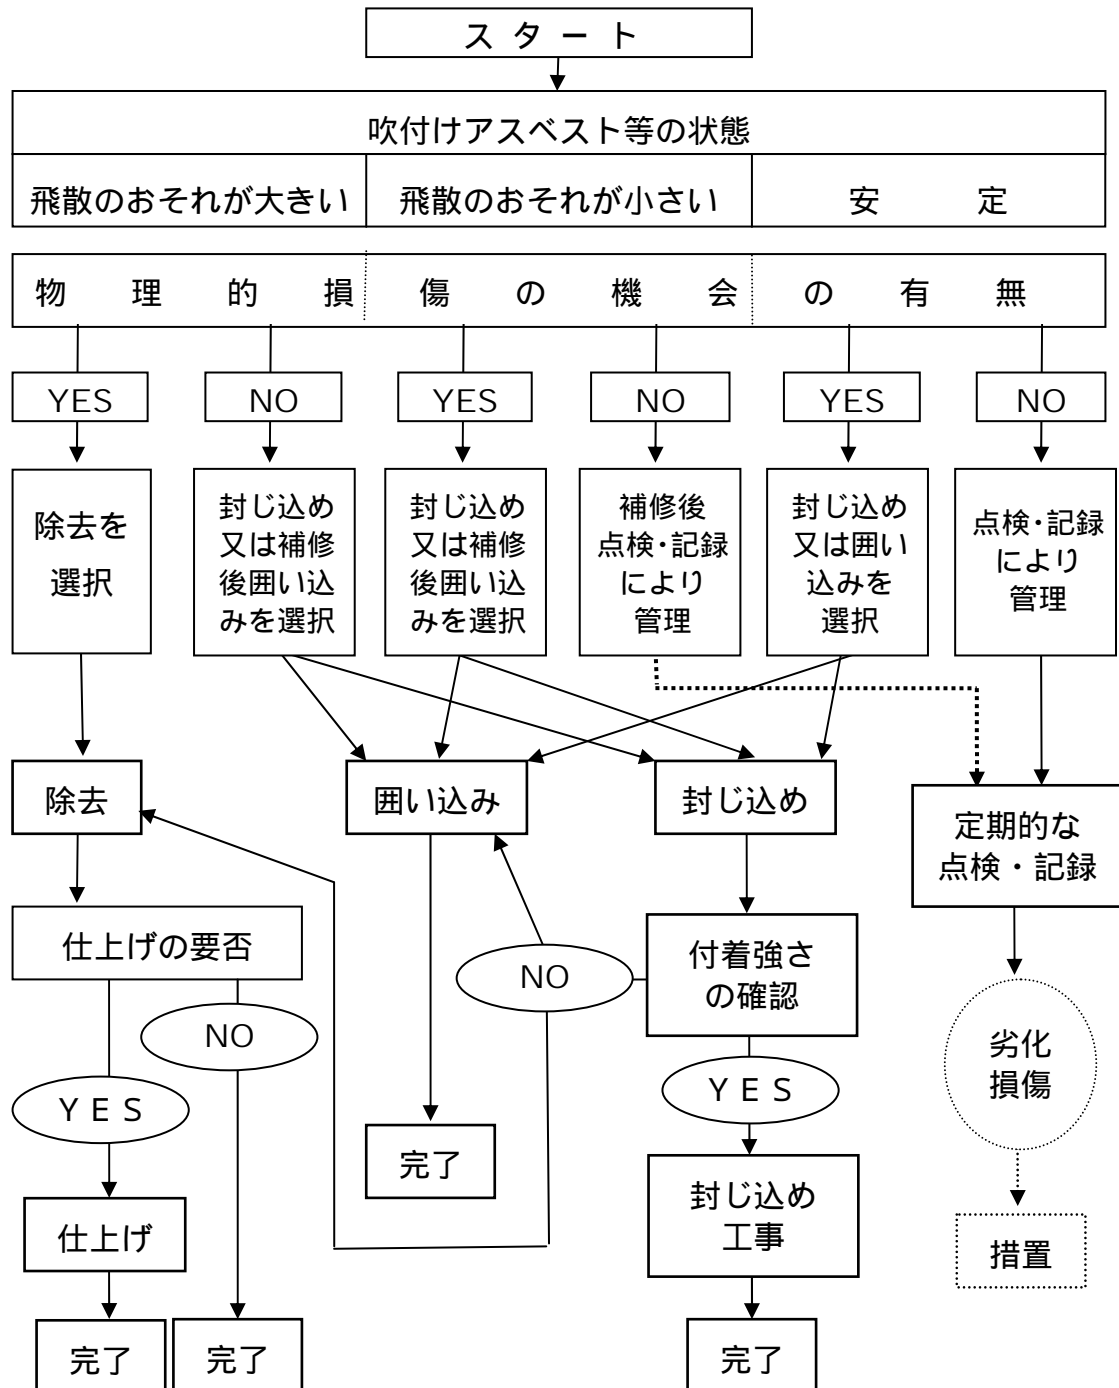 スタート
吹付けアスベスト等の状態
飛散のおそれが大きい
飛散のおそれが小さい
安定
物理的損傷の機会の有無
YES
NO
YES
NO
YES
NO
除去を
選択
封じ込め
又は補修
後囲い込
みを選択
封じ込め
又は補修
後囲い込
みを選択
補修後
点検・記録
により
管理
封じ込め
又は囲い
込みを
選択
点検・記録
により
管理
除去
囲い込み
封じ込め
定期的な
点検・記録
仕上げの要否
NO
付着強さ
の確認
NO
YES
YES
劣化
損傷
完了
仕上げ
封じ込め
工事
措置
完了
完了
完了